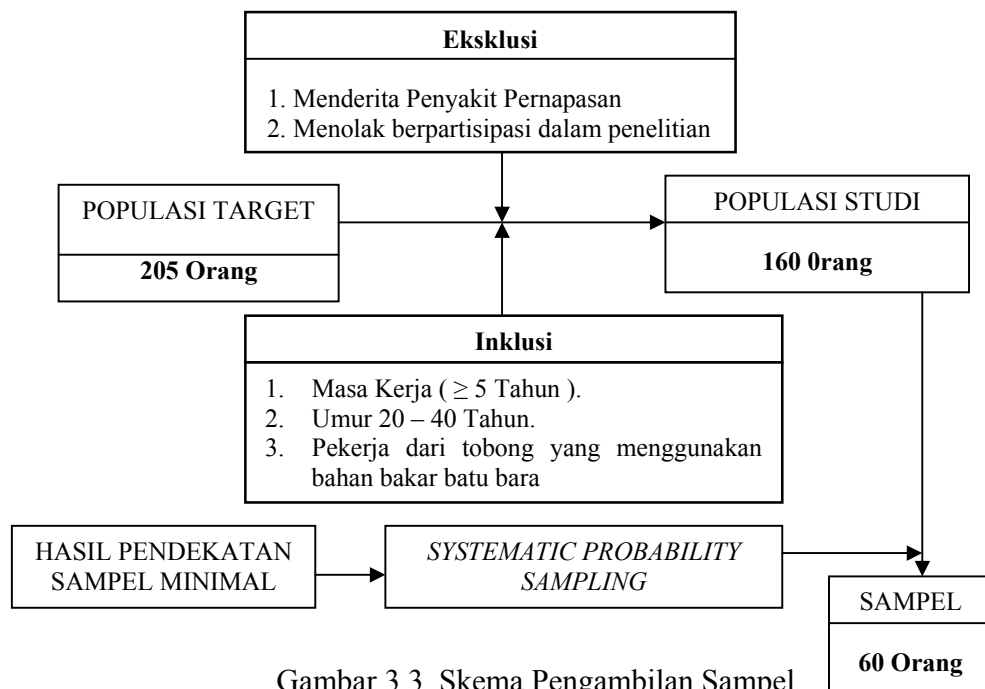 Eksklusi
1. Menderita Penyakit Pernapasan
2. Menolak berpartisipasi dalam penelitian
POPULASI TARGET
205 Orang
POPULASI STUDI
160 0rang
Inklusi
1. Masa Kerja ( ≥ 5 Tahun ).
2. Umur 20 – 40 Tahun.
3. Pekerja dari tobong yang menggunakan
bahan bakar batu bara
HASIL PENDEKATAN
SAMPEL MINIMAL
SYSTEMATIC PROBABILITY
SAMPLING
SAMPEL
60 Orang
Gambar 3.3 Skema Pengambilan Sampel